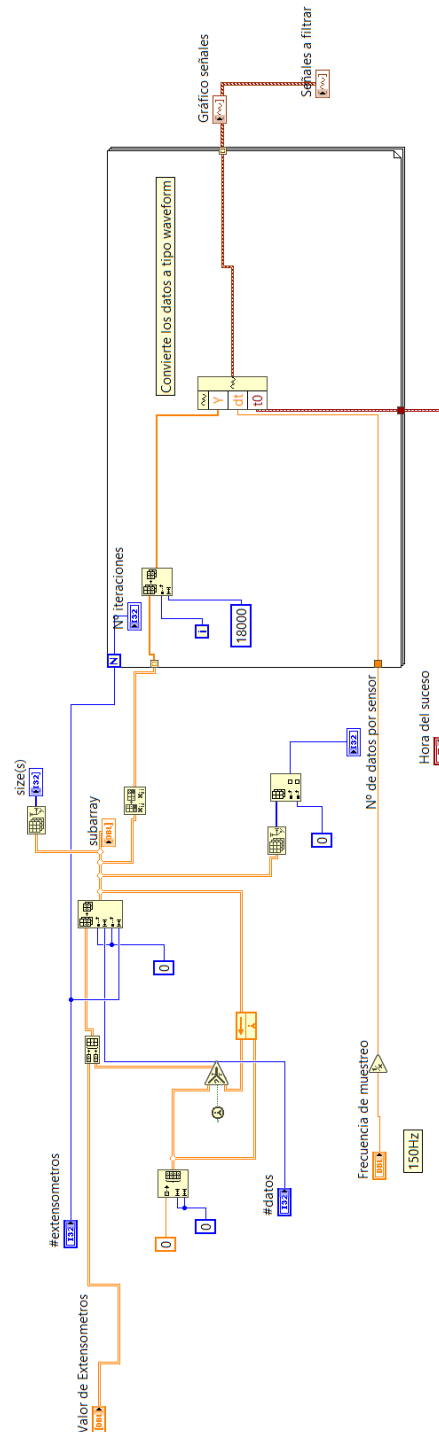 Valor de Extensometros
DBL
#extensometros
I32
0
0
#datos
I32
Frecuencia de muestreo
DBL
150Hz
size(s)
I32
subarray
DBL
0
0
I32
Nº de datos por sensor
Hora del suceso
N
Nº iteraciones
I32
i
18000
Convierte los datos a tipo waveform
Y
dt
t0
Gráfico señales
Señales a filtrar